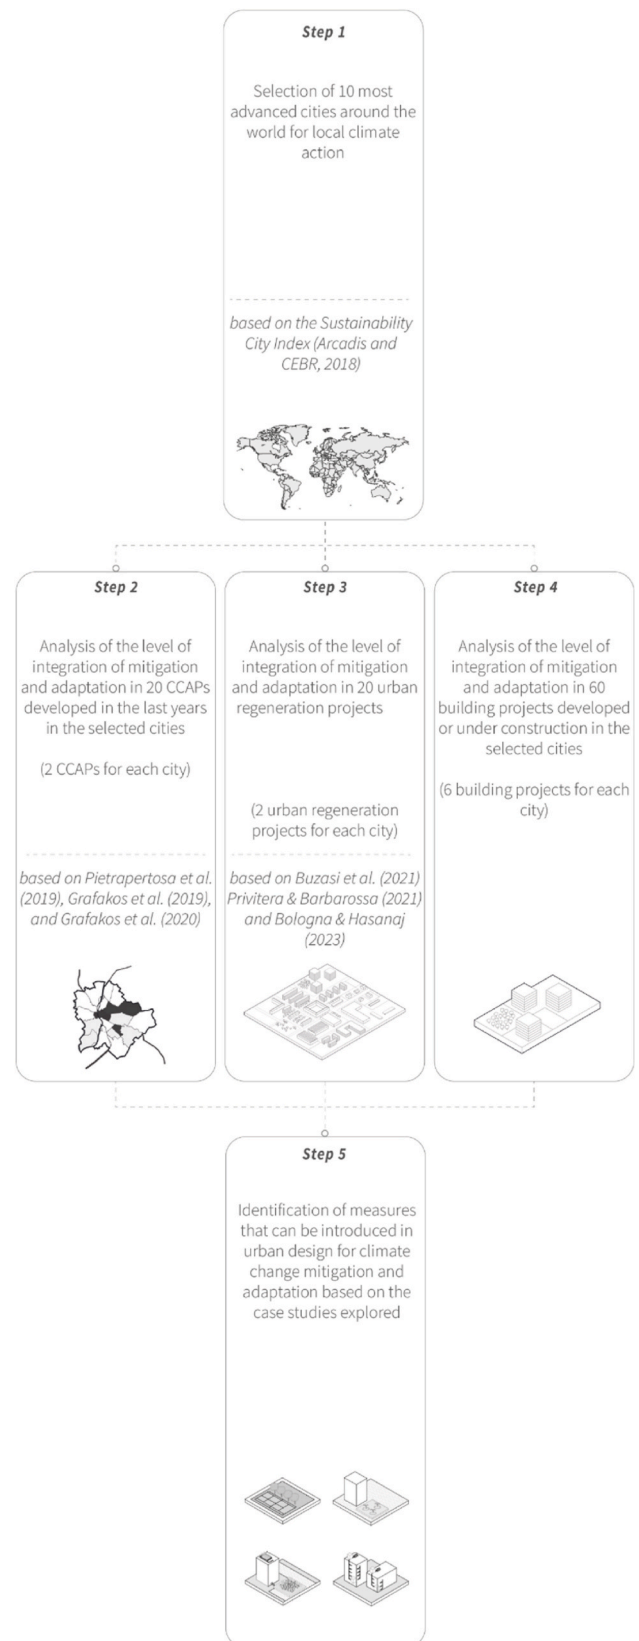 Step 1
Selection of 10 most
advanced cities around the
world for local climate
action
based on the Sustainability
City Index (Arcadis and
CEBR, 2018)
Step 2
Analysis of the level of
integration of mitigation
and adaptation in 20 CCAPs
developed in the last years
in the selected cities
(2 CCAPs for each city)
based on Pietrapertosa et al.
(2019), Grafakos et al. (2019),
and Grafakos et al. (2020)
Step 3
Analysis of the level of
integration of mitigation
and adaptation in 20 urban
regeneration projects
(2 urban regeneration
projects for each city)
based on Buzasi et al. (2021)
Privitera & Barbarossa (2021)
and Bologna & Hasanaj
(2023)
Step 4
Analysis of the level of
integration of mitigation
and adaptation in 60
building projects developed
or under construction in the
selected cities
(6 building projects for each
city)
Step 5
Identification of measures
that can be introduced in
urban design for climate
change mitigation and
adaptation based on the
case studies explored